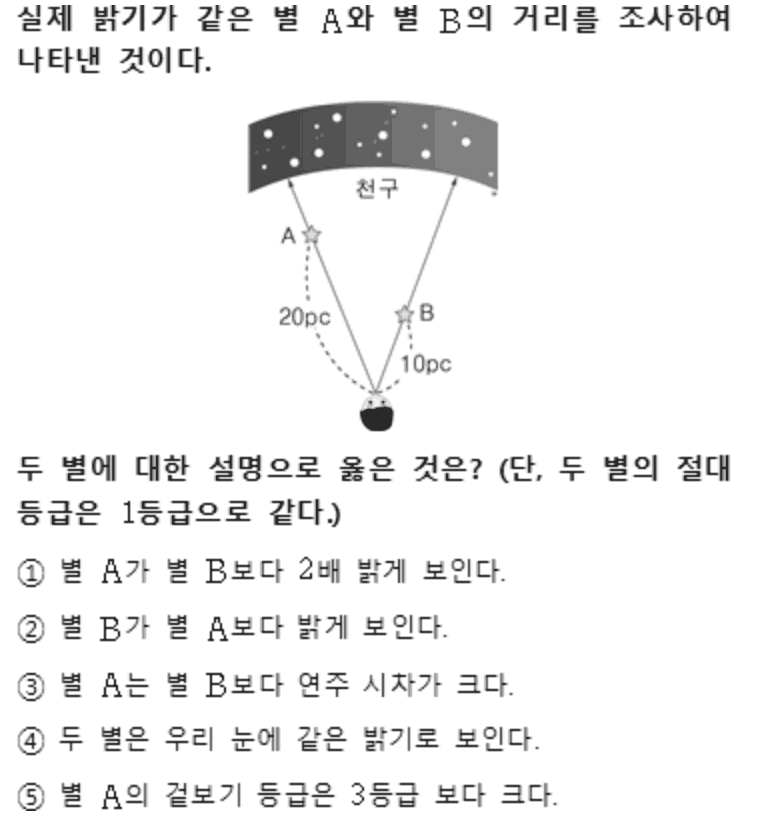 실제 밝기가 같은 별 A와 별 B의 거리를 조사하여
나타낸 것이다.
천구
A
B
20pc
10pc
두 별에 대한 설명으로 옳은 것은? (단, 두 별의 절대
등급은 1등급으로 같다.)
① 별 A가 별 B보다 2배 밝게 보인다.
② 별 B가 별 A보다 밝게 보인다.
③ 별 A는 별 B보다 연주 시차가 크다.
④ 두 별은 우리 눈에 같은 밝기로 보인다.
⑤ 별 A의 겉보기 등급은 3등급 보다 크다.